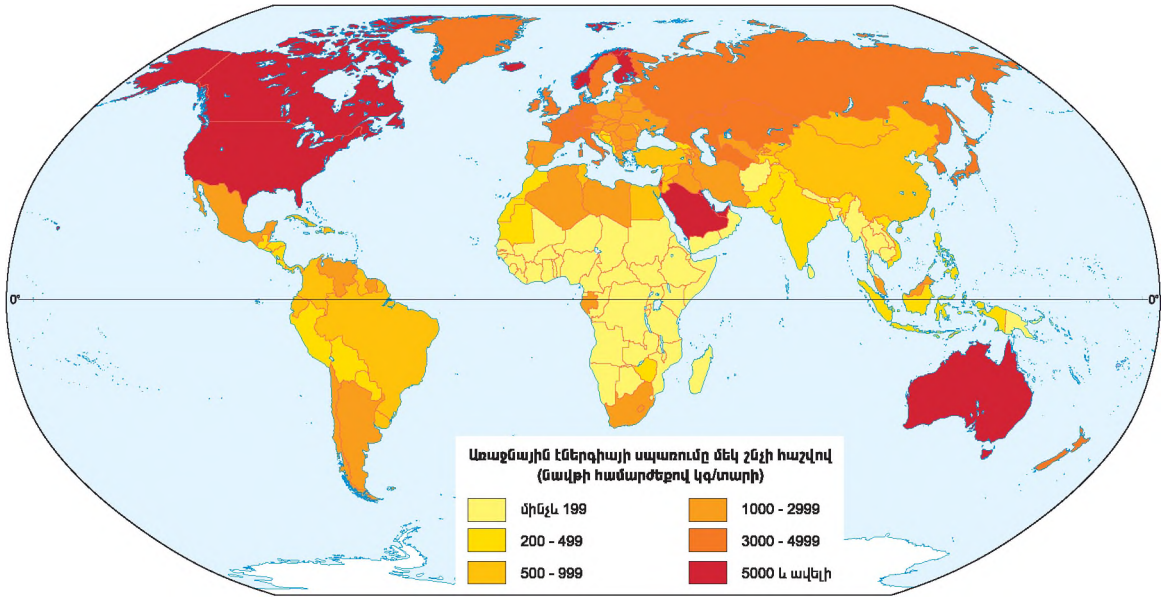 0°
0°
Առաջնային էներգիայի սպառումը մեկ շնչի հաշվով
(նավթի համարժեքով կգ/տարի)
մինչև 199
200 - 499
500 - 999
1000 - 2999
3000 - 4999
5000 և ավելի